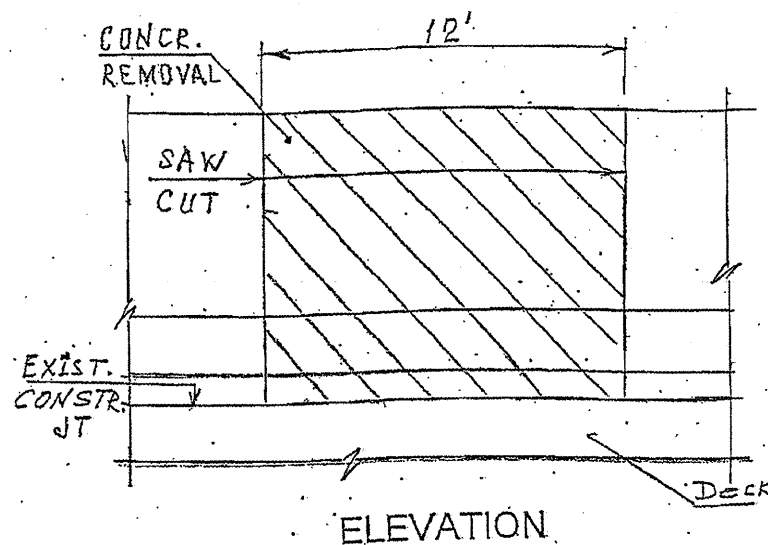 CONCR.
REMOVAL
12'
SAW
CUT
EXIST.
CONSTR.
JT
DECK
ELEVATION